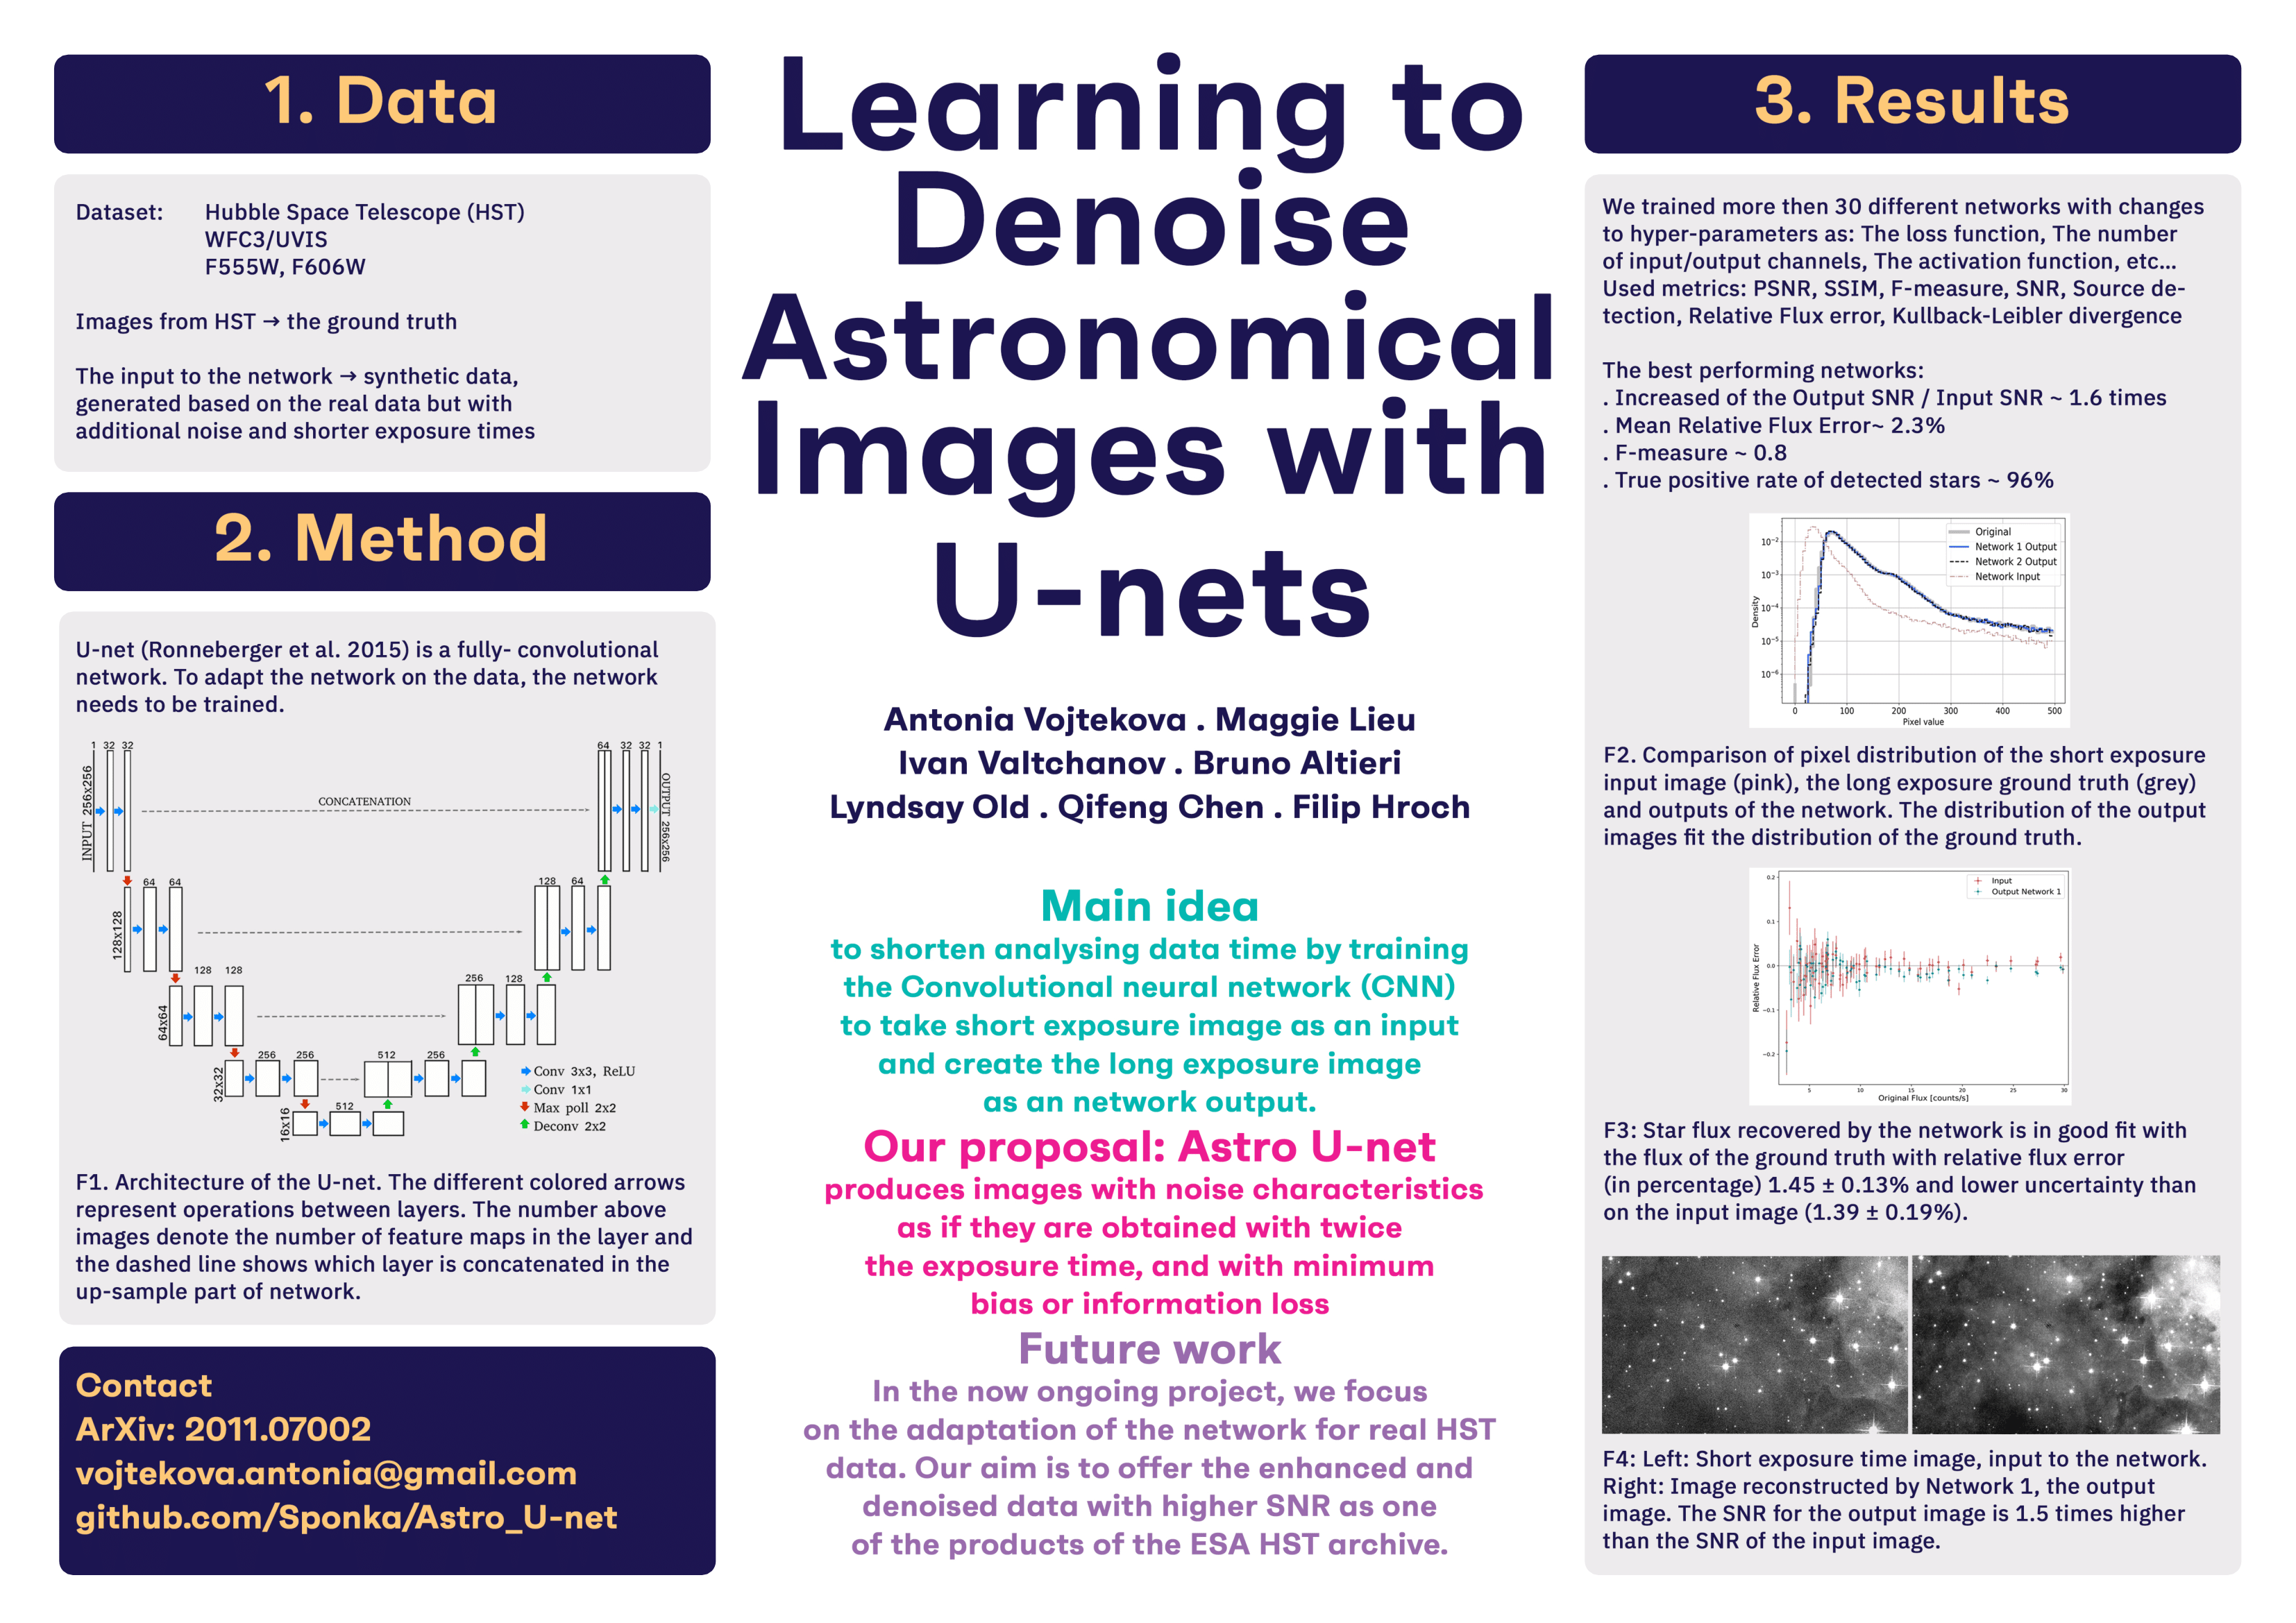 1. Data
Dataset: Hubble Space Telescope (HST)
WFC3/UVIS
F555W, F606W
Images from HST → the ground truth
The input to the network → synthetic data,
generated based on the real data but with
additional noise and shorter exposure times
2. Method
U-net (Ronneberger et al. 2015) is a fully- convolutional
network. To adapt the network on the data, the network
needs to be trained.
1 32 32
64 32 32 1
INPUT 256x256
CONCATENATION
OUTPUT 256x256
64 64
128 64
128x128
128 128
256 128
64x64
256 256
512 256
32x32
512
16x16
Conv 3x3, ReLU
Conv 1x1
Max poll 2x2
Deconv 2x2
F1. Architecture of the U-net. The different colored arrows
represent operations between layers. The number above
images denote the number of feature maps in the layer and
the dashed line shows which layer is concatenated in the
up-sample part of network.
Contact
ArXiv: 2011.07002
vojtekova.antonia@gmail.com
github.com/Sponka/Astro_U-net
Learning to
Denoise
Astronomical
Images with
U-nets
Antonia Vojtekova . Maggie Lieu
Ivan Valtchanov . Bruno Altieri
Lyndsay Old . Qifeng Chen . Filip Hroch
Main idea
to shorten analysing data time by training
the Convolutional neural network (CNN)
to take short exposure image as an input
and create the long exposure image
as an network output.
Our proposal: Astro U-net
produces images with noise characteristics
as if they are obtained with twice
the exposure time, and with minimum
bias or information loss
Future work
In the now ongoing project, we focus
on the adaptation of the network for real HST
data. Our aim is to offer the enhanced and
denoised data with higher SNR as one
of the products of the ESA HST archive.
3. Results
We trained more then 30 different networks with changes
to hyper-parameters as: The loss function, The number
of input/output channels, The activation function, etc...
Used metrics: PSNR, SSIM, F-measure, SNR, Source de-
tection, Relative Flux error, Kullback-Leibler divergence
The best performing networks:
. Increased of the Output SNR / Input SNR ~ 1.6 times
. Mean Relative Flux Error~ 2.3%
. F-measure ~ 0.8
. True positive rate of detected stars ~ 96%
Original
Network 1 Output
Network 2 Output
Network Input
10⁻²
10⁻³
10⁻⁴
10⁻⁵
10⁻⁶
Density
0 100 200 300 400 500
Pixel value
F2. Comparison of pixel distribution of the short exposure
input image (pink), the long exposure ground truth (grey)
and outputs of the network. The distribution of the output
images fit the distribution of the ground truth.
Input
Output Network 1
0.2
0.1
0.0
−0.1
−0.2
Relative Flux Error
5 10 15 20 25 30
Original Flux [counts/s]
F3: Star flux recovered by the network is in good fit with
the flux of the ground truth with relative flux error
(in percentage) 1.45 ± 0.13% and lower uncertainty than
on the input image (1.39 ± 0.19%).
F4: Left: Short exposure time image, input to the network.
Right: Image reconstructed by Network 1, the output
image. The SNR for the output image is 1.5 times higher
than the SNR of the input image.